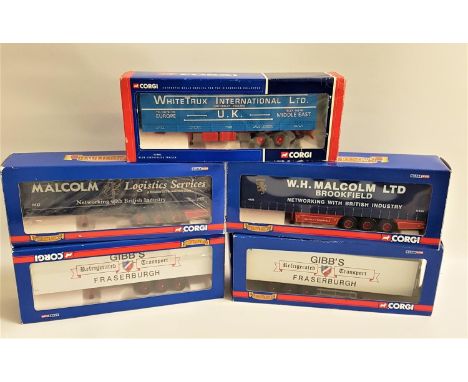 CORGI
WHITETRUX INTERNATIONAL LTD.
EUROPE
U.K.
MIDDLE EAST
CORGI
MALCOLM Logistics Services
Networking with British Industry
CORGI
W.H. MALCOLM LTD
BROOKFIELD
NETWORKING WITH BRITISH INDUSTRY
CORGI
CORGI
GIBB'S
Refrigerated Transport
FRASERBURGH
GIBB'S
Refrigerated Transport
FRASERBURGH
CORGI